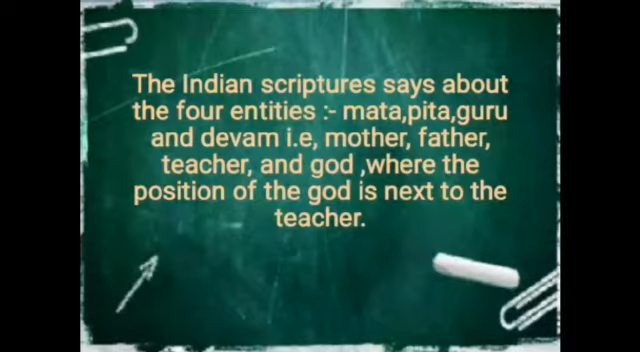 The Indian scriptures says about
the four entities :- mata,pita,guru
and devam i.e, mother, father,
teacher, and god ,where the
position of the god is next to the
teacher.